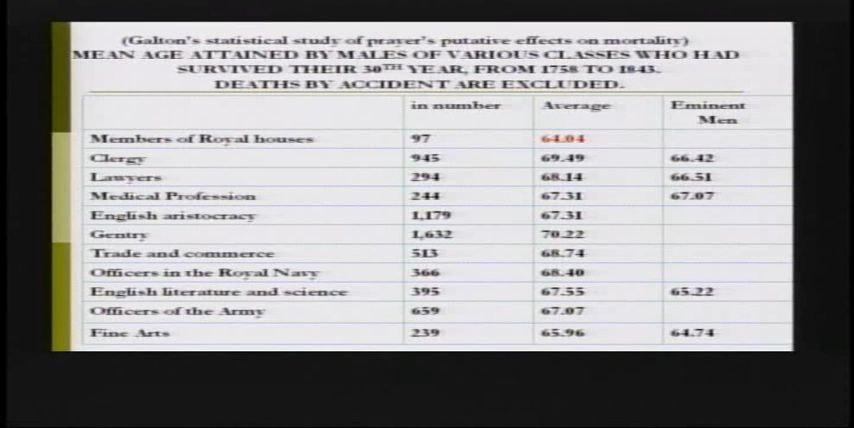 (Galton's statistical study of prayer's putative effects on mortality)
MEAN AGE ATTAINED BY MALES OF VARIOUS CLASSES WHO HAD
SURVIVED THEIR 30TH YEAR, FROM 1758 TO 1843.
DEATHS BY ACCIDENT ARE EXCLUDED.
in number Average Eminent
Men
Members of Royal houses 97 64.04
Clergy 945 69.49 66.42
Lawyers 294 68.14 66.51
Medical Profession 244 67.31 67.07
English aristocracy 1,179 67.31
Gentry 1,632 70.22
Trade and commerce 513 68.74
Officers in the Royal Navy 366 68.40
English literature and science 395 67.55 65.22
Officers of the Army 659 67.07
Fine Arts 239 65.96 64.74